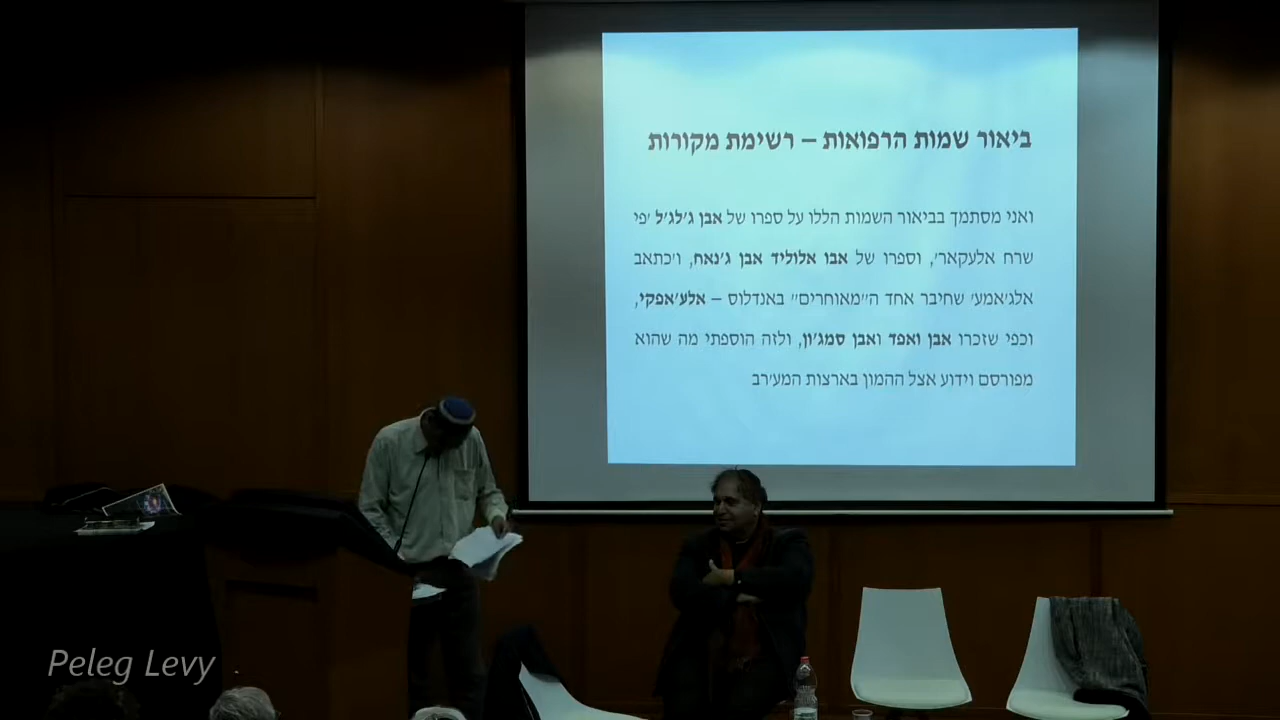 ביאור שמות הרפואות – רשימת מקורות
ואני מסתמך בביאור השמות הללו על ספרו של אבן ג'לג'ל 'פי
שרח אלעקאר', וספרו של אבו אלוליד אבן ג'נאח, ו'כתאב
אלג'אמע' שחיבר אחד ה"מאוחרים" באנדלוס – אלע'אפקי,
וכפי שזכרו אבן ואפד ואבן סמג'ון, ולזה הוספתי מה שהוא
מפורסם וידוע אצל ההמון בארצות המע'רב
Peleg Levy